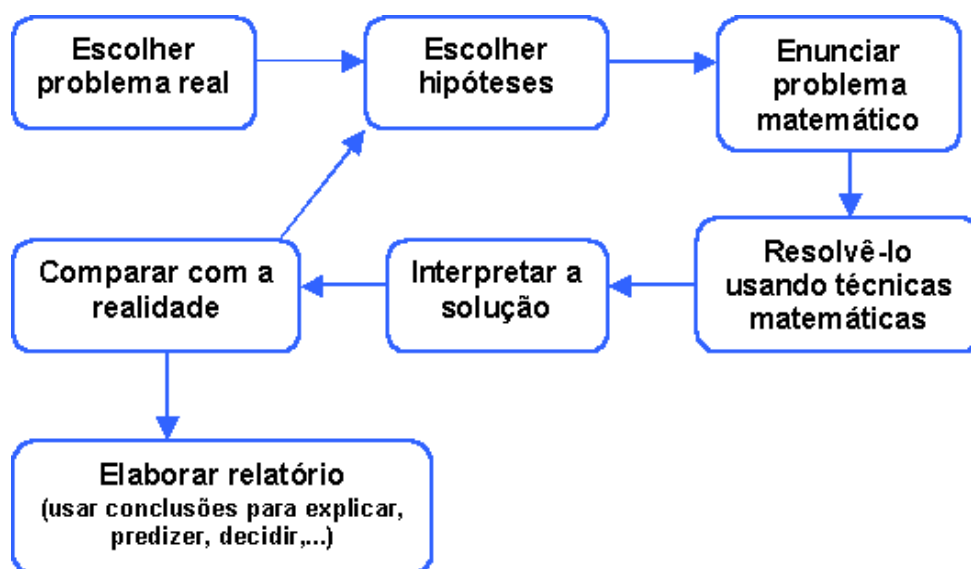 Escolher
problema real
Escolher
hipóteses
Enunciar
problema
matemático
Resolvê-lo
usando técnicas
matemáticas
Interpretar a
solução
Comparar com a
realidade
Elaborar relatório
(usar conclusões para explicar,
predizer, decidir,...)